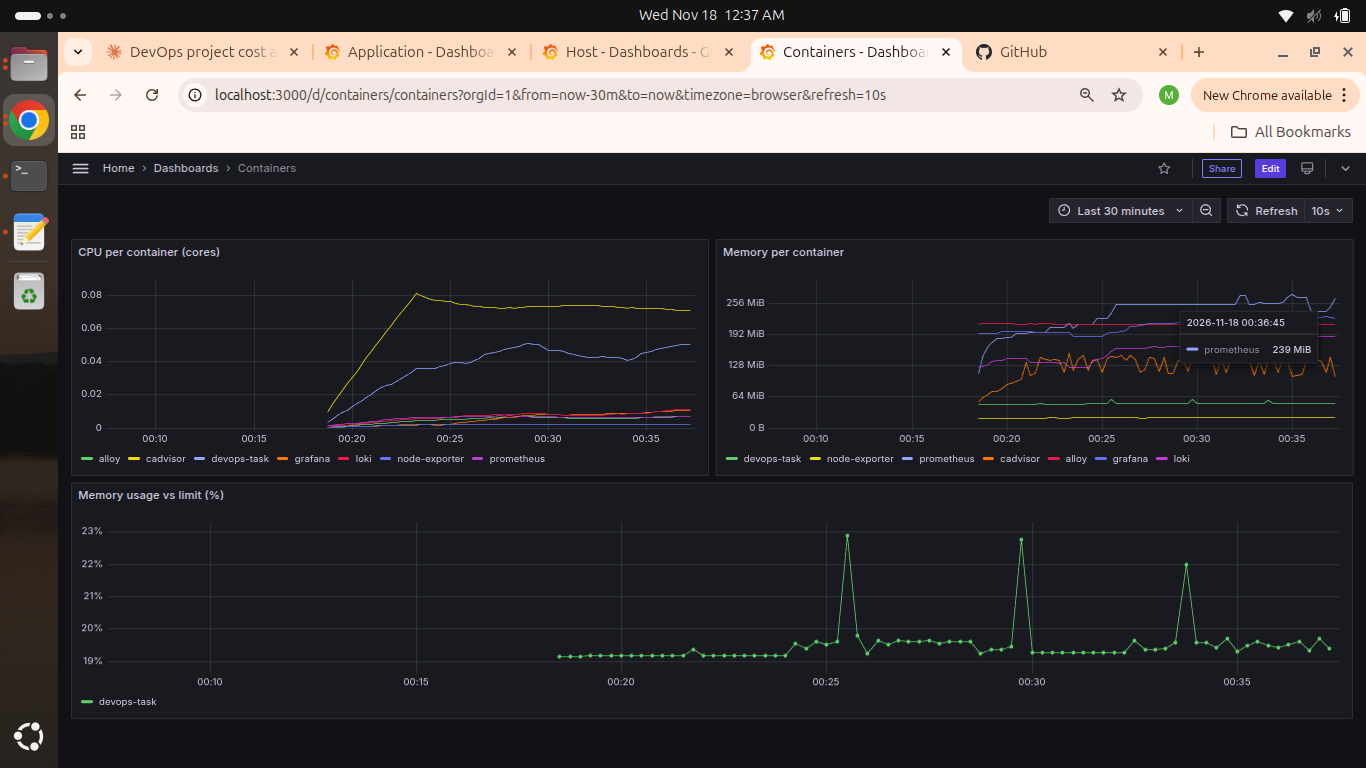 Wed Nov 18 12:37 AM
DevOps project cost a
Application - Dashboa
Host - Dashboards - G
Containers - Dashboa
GitHub
localhost:3000/d/containers/containers?orgId=1&from=now-30m&to=now&timezone=browser&refresh=10s
M
New Chrome available
All Bookmarks
Home › Dashboards › Containers
Share
Edit
Last 30 minutes
Refresh
10s
CPU per container (cores)
0.08
0.06
0.04
0.02
0
00:10 00:15 00:20 00:25 00:30 00:35
alloy cadvisor devops-task grafana loki node-exporter prometheus
Memory per container
256 MiB
192 MiB
128 MiB
64 MiB
0 B
2026-11-18 00:36:45
prometheus 239 MiB
00:10 00:15 00:20 00:25 00:30 00:35
devops-task node-exporter prometheus cadvisor alloy grafana loki
Memory usage vs limit (%)
23%
22%
21%
20%
19%
00:10 00:15 00:20 00:25 00:30 00:35
devops-task